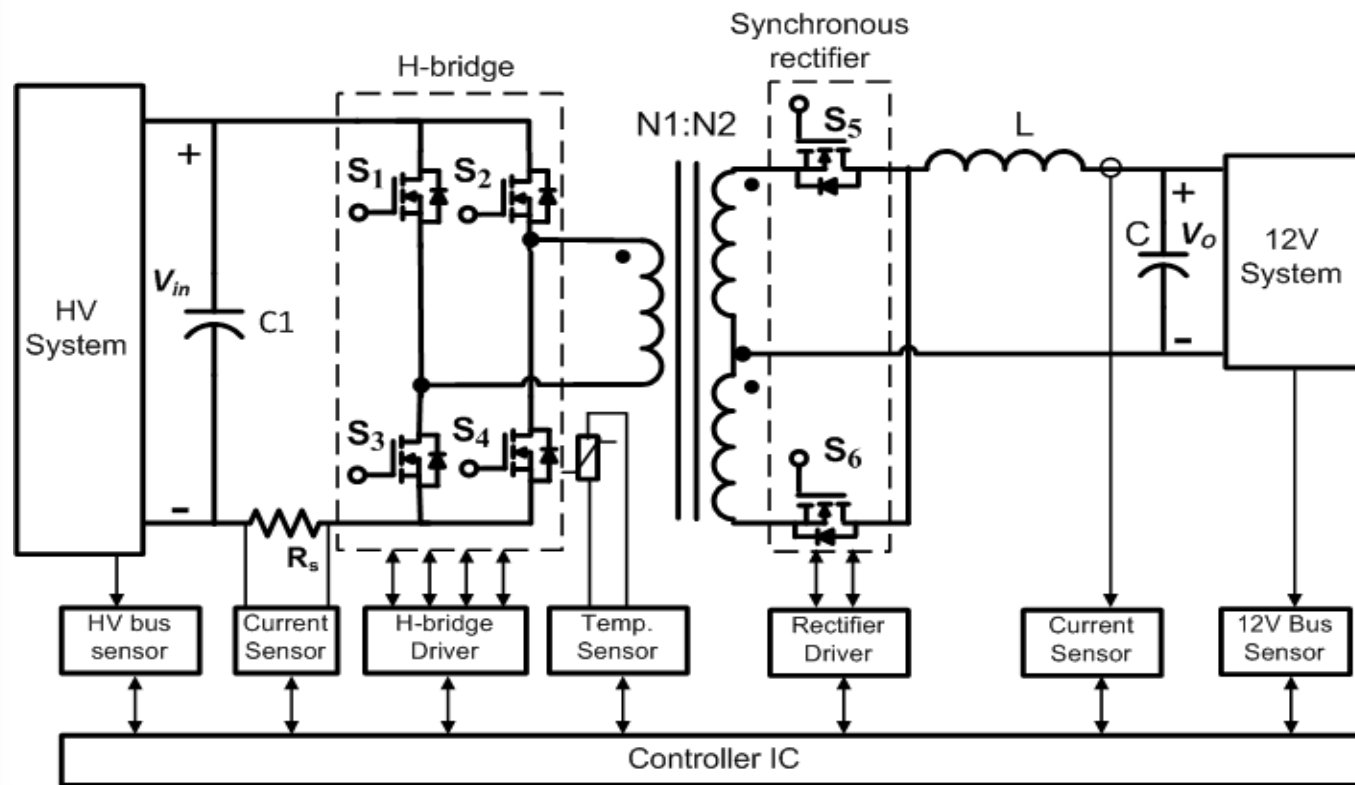 Synchronous
rectifier
H-bridge
N1:N2
S5
L
S1
S2
+
+
HV
System
Vin
C1
C
Vo
12V
System
-
-
S3
S4
S6
Rs
HV bus
sensor
Current
Sensor
H-bridge
Driver
Temp.
Sensor
Rectifier
Driver
Current
Sensor
12V Bus
Sensor
Controller IC